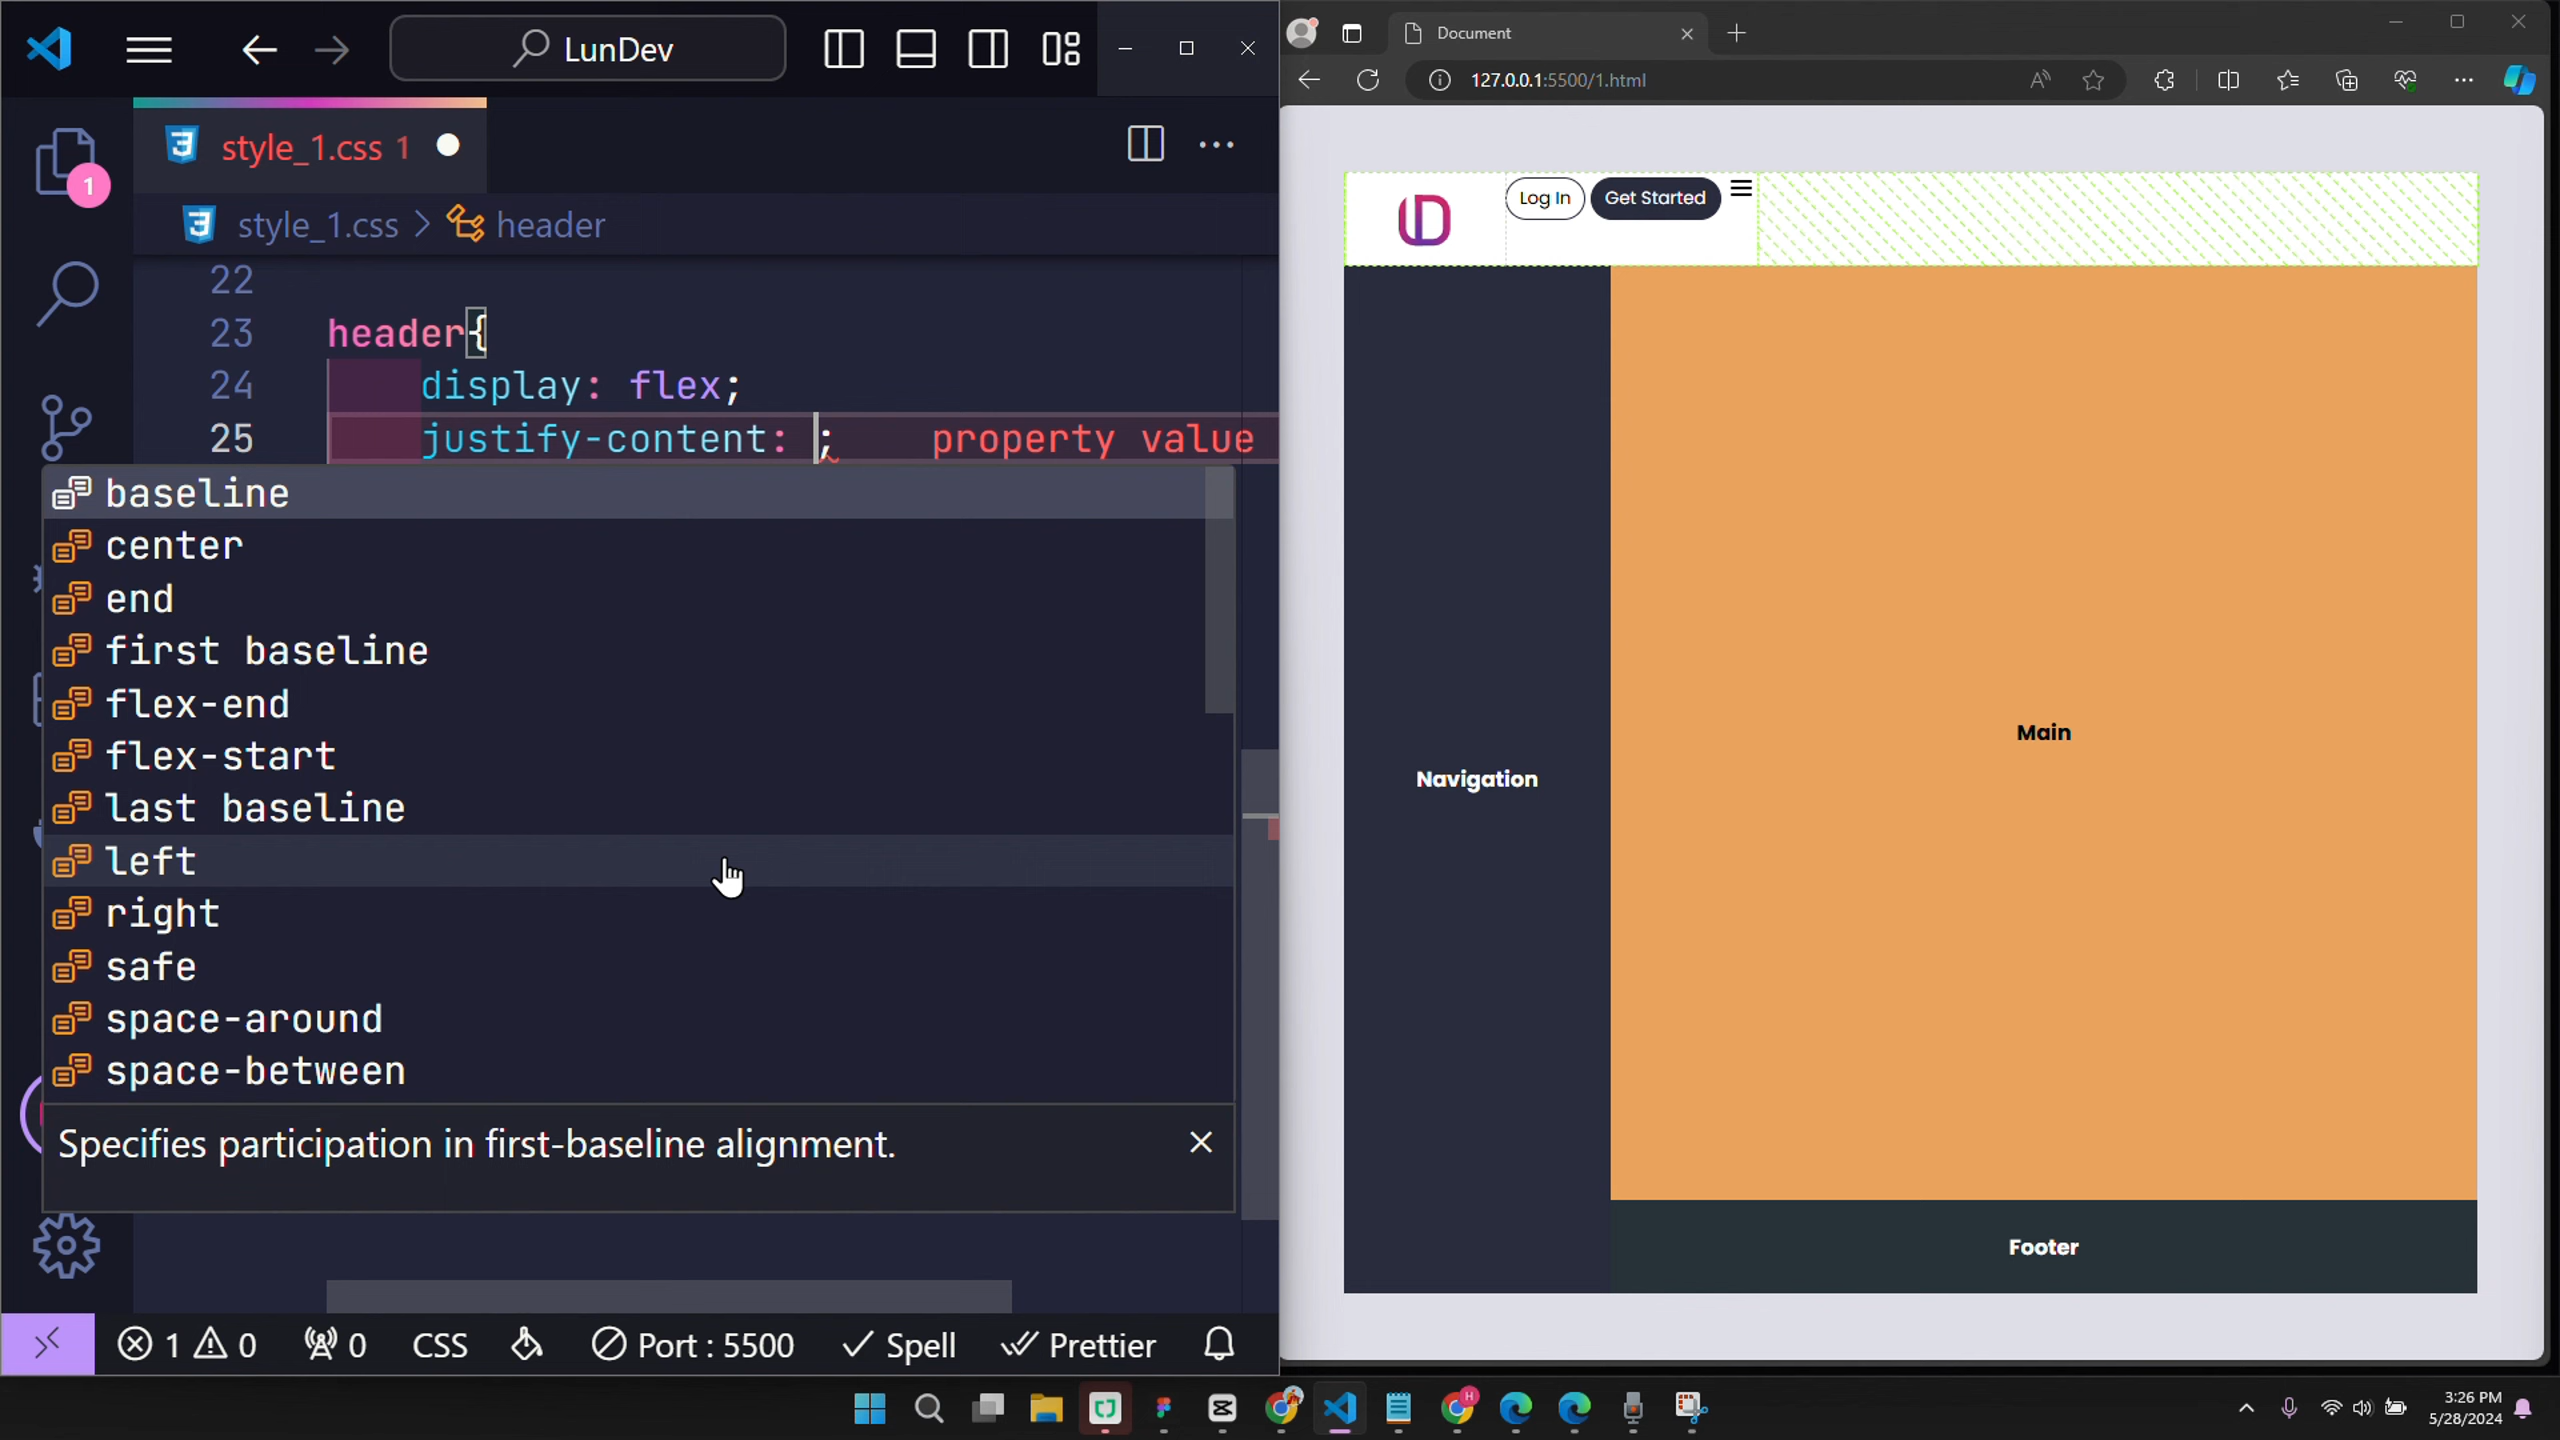 LunDev
style_1.css 1
1
style_1.css > header
22
23 header{
24 display: flex;
25 justify-content: ; property value
baseline
center
end
first baseline
flex-end
flex-start
last baseline
left
right
safe
space-around
space-between
Specifies participation in first-baseline alignment.
1 0 0 CSS Port : 5500 Spell Prettier
Document
127.0.0.1:5500/1.html
Log In Get Started
Navigation
Main
Footer
3:26 PM
5/28/2024